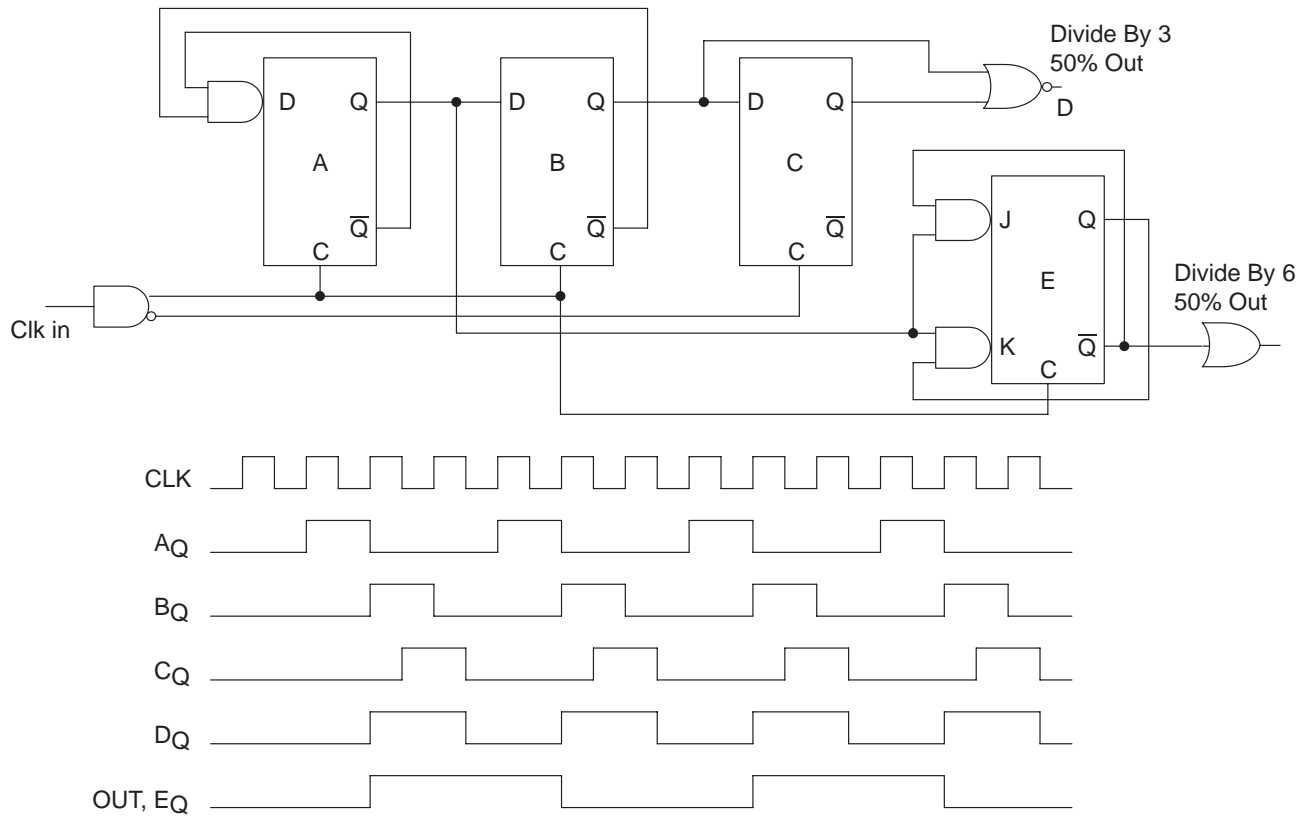 Divide By 3
50% Out
D
D Q
A
Q̅
C
D Q
B
Q̅
C
D Q
C
Q̅
C
J Q
E
K Q̅
C
Divide By 6
50% Out
Clk in
CLK
AQ
BQ
CQ
DQ
OUT, EQ